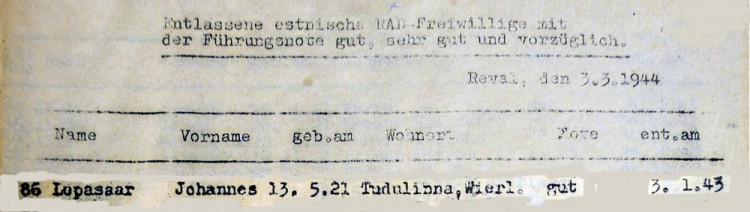 Entlassene estnische RAD-Freiwillige mit
der Führungsnote gut, sehr gut und vorzüglich.
Reval, den 3.3.1944
Name Vorname geb.am Wohnort Note ent.am
86 Lopasaar Johannes 13. 5.21 Tudulinna,Wierl. gut 3. 1.43